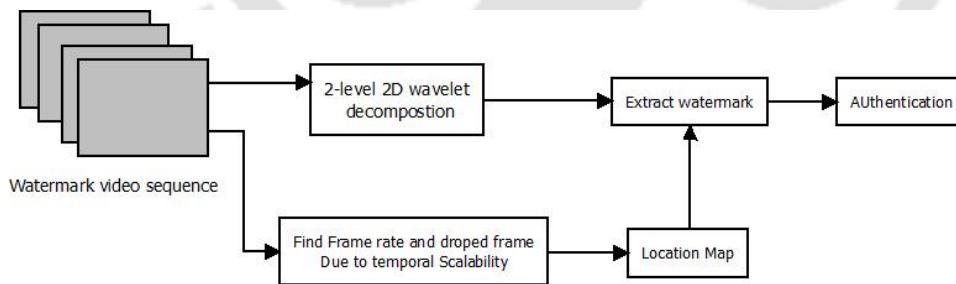 2-level 2D wavelet
decompostion
Extract watermark
AUthentication
Watermark video sequence
Find Frame rate and droped frame
Due to temporal Scalability
Location Map